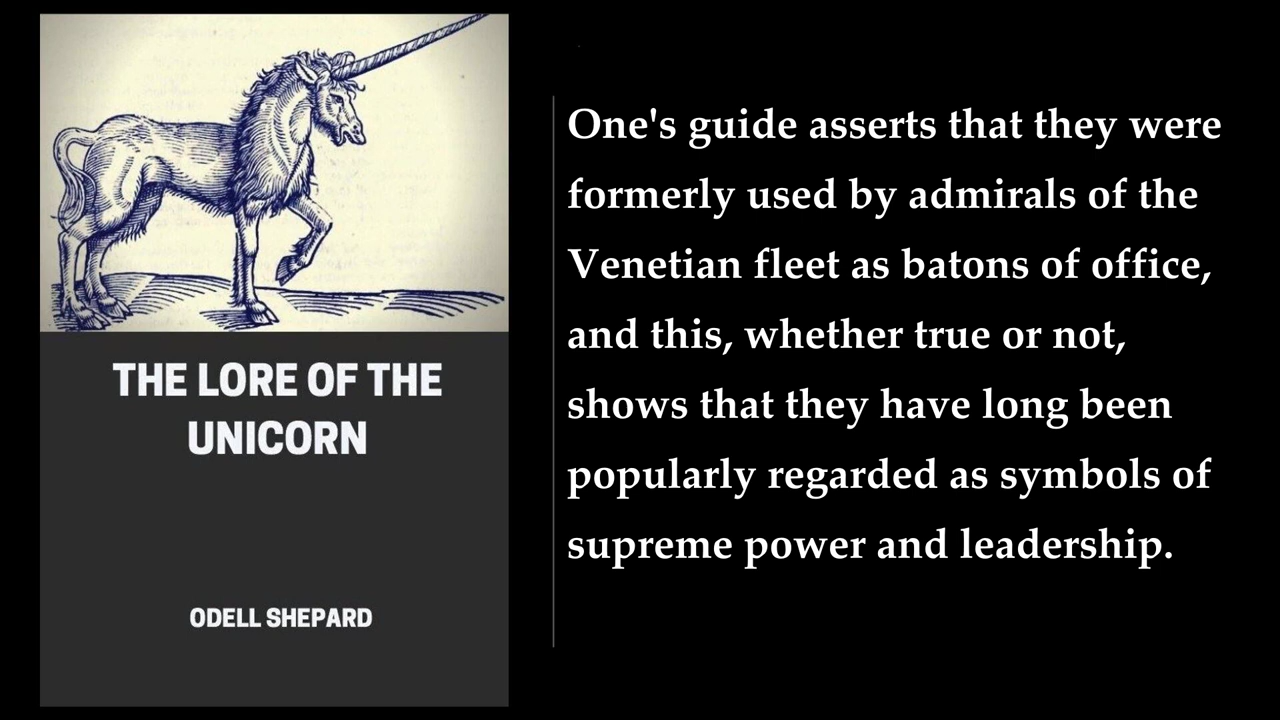 THE LORE OF THE
UNICORN
ODELL SHEPARD
One's guide asserts that they were
formerly used by admirals of the
Venetian fleet as batons of office,
and this, whether true or not,
shows that they have long been
popularly regarded as symbols of
supreme power and leadership.